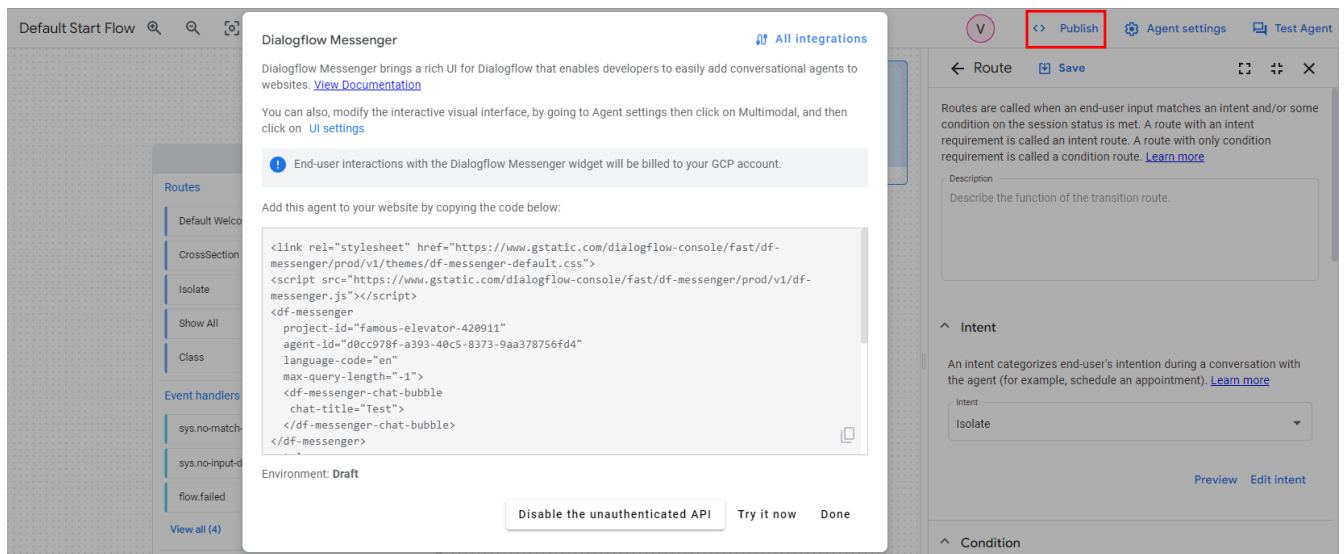 Default Start Flow
V
Publish
Agent settings
Test Agent
Dialogflow Messenger
All integrations
Dialogflow Messenger brings a rich UI for Dialogflow that enables developers to easily add conversational agents to
websites. View Documentation
You can also, modify the interactive visual interface, by going to Agent settings then click on Multimodal, and then
click on UI settings
End-user interactions with the Dialogflow Messenger widget will be billed to your GCP account.
Add this agent to your website by copying the code below:
<link rel="stylesheet" href="https://www.gstatic.com/dialogflow-console/fast/df-
messenger/prod/v1/themes/df-messenger-default.css">
<script src="https://www.gstatic.com/dialogflow-console/fast/df-messenger/prod/v1/df-
messenger.js"></script>
<df-messenger
project-id="famous-elevator-420911"
agent-id="d0cc978f-a393-40c5-8373-9aa378756fd4"
language-code="en"
max-query-length="-1">
<df-messenger-chat-bubble
chat-title="Test">
</df-messenger-chat-bubble>
</df-messenger>
Environment: Draft
Disable the unauthenticated API
Try it now
Done
Routes
Default Welco
CrossSection
Isolate
Show All
Class
Event handlers
sys.no-match-
sys.no-input-d
flow.failed
View all (4)
Route
Save
Routes are called when an end-user input matches an intent and/or some
condition on the session status is met. A route with an intent
requirement is called an intent route. A route with only condition
requirement is called a condition route. Learn more
Description
Describe the function of the transition route.
Intent
An intent categorizes end-user's intention during a conversation with
the agent (for example, schedule an appointment). Learn more
Intent
Isolate
Preview
Edit intent
Condition